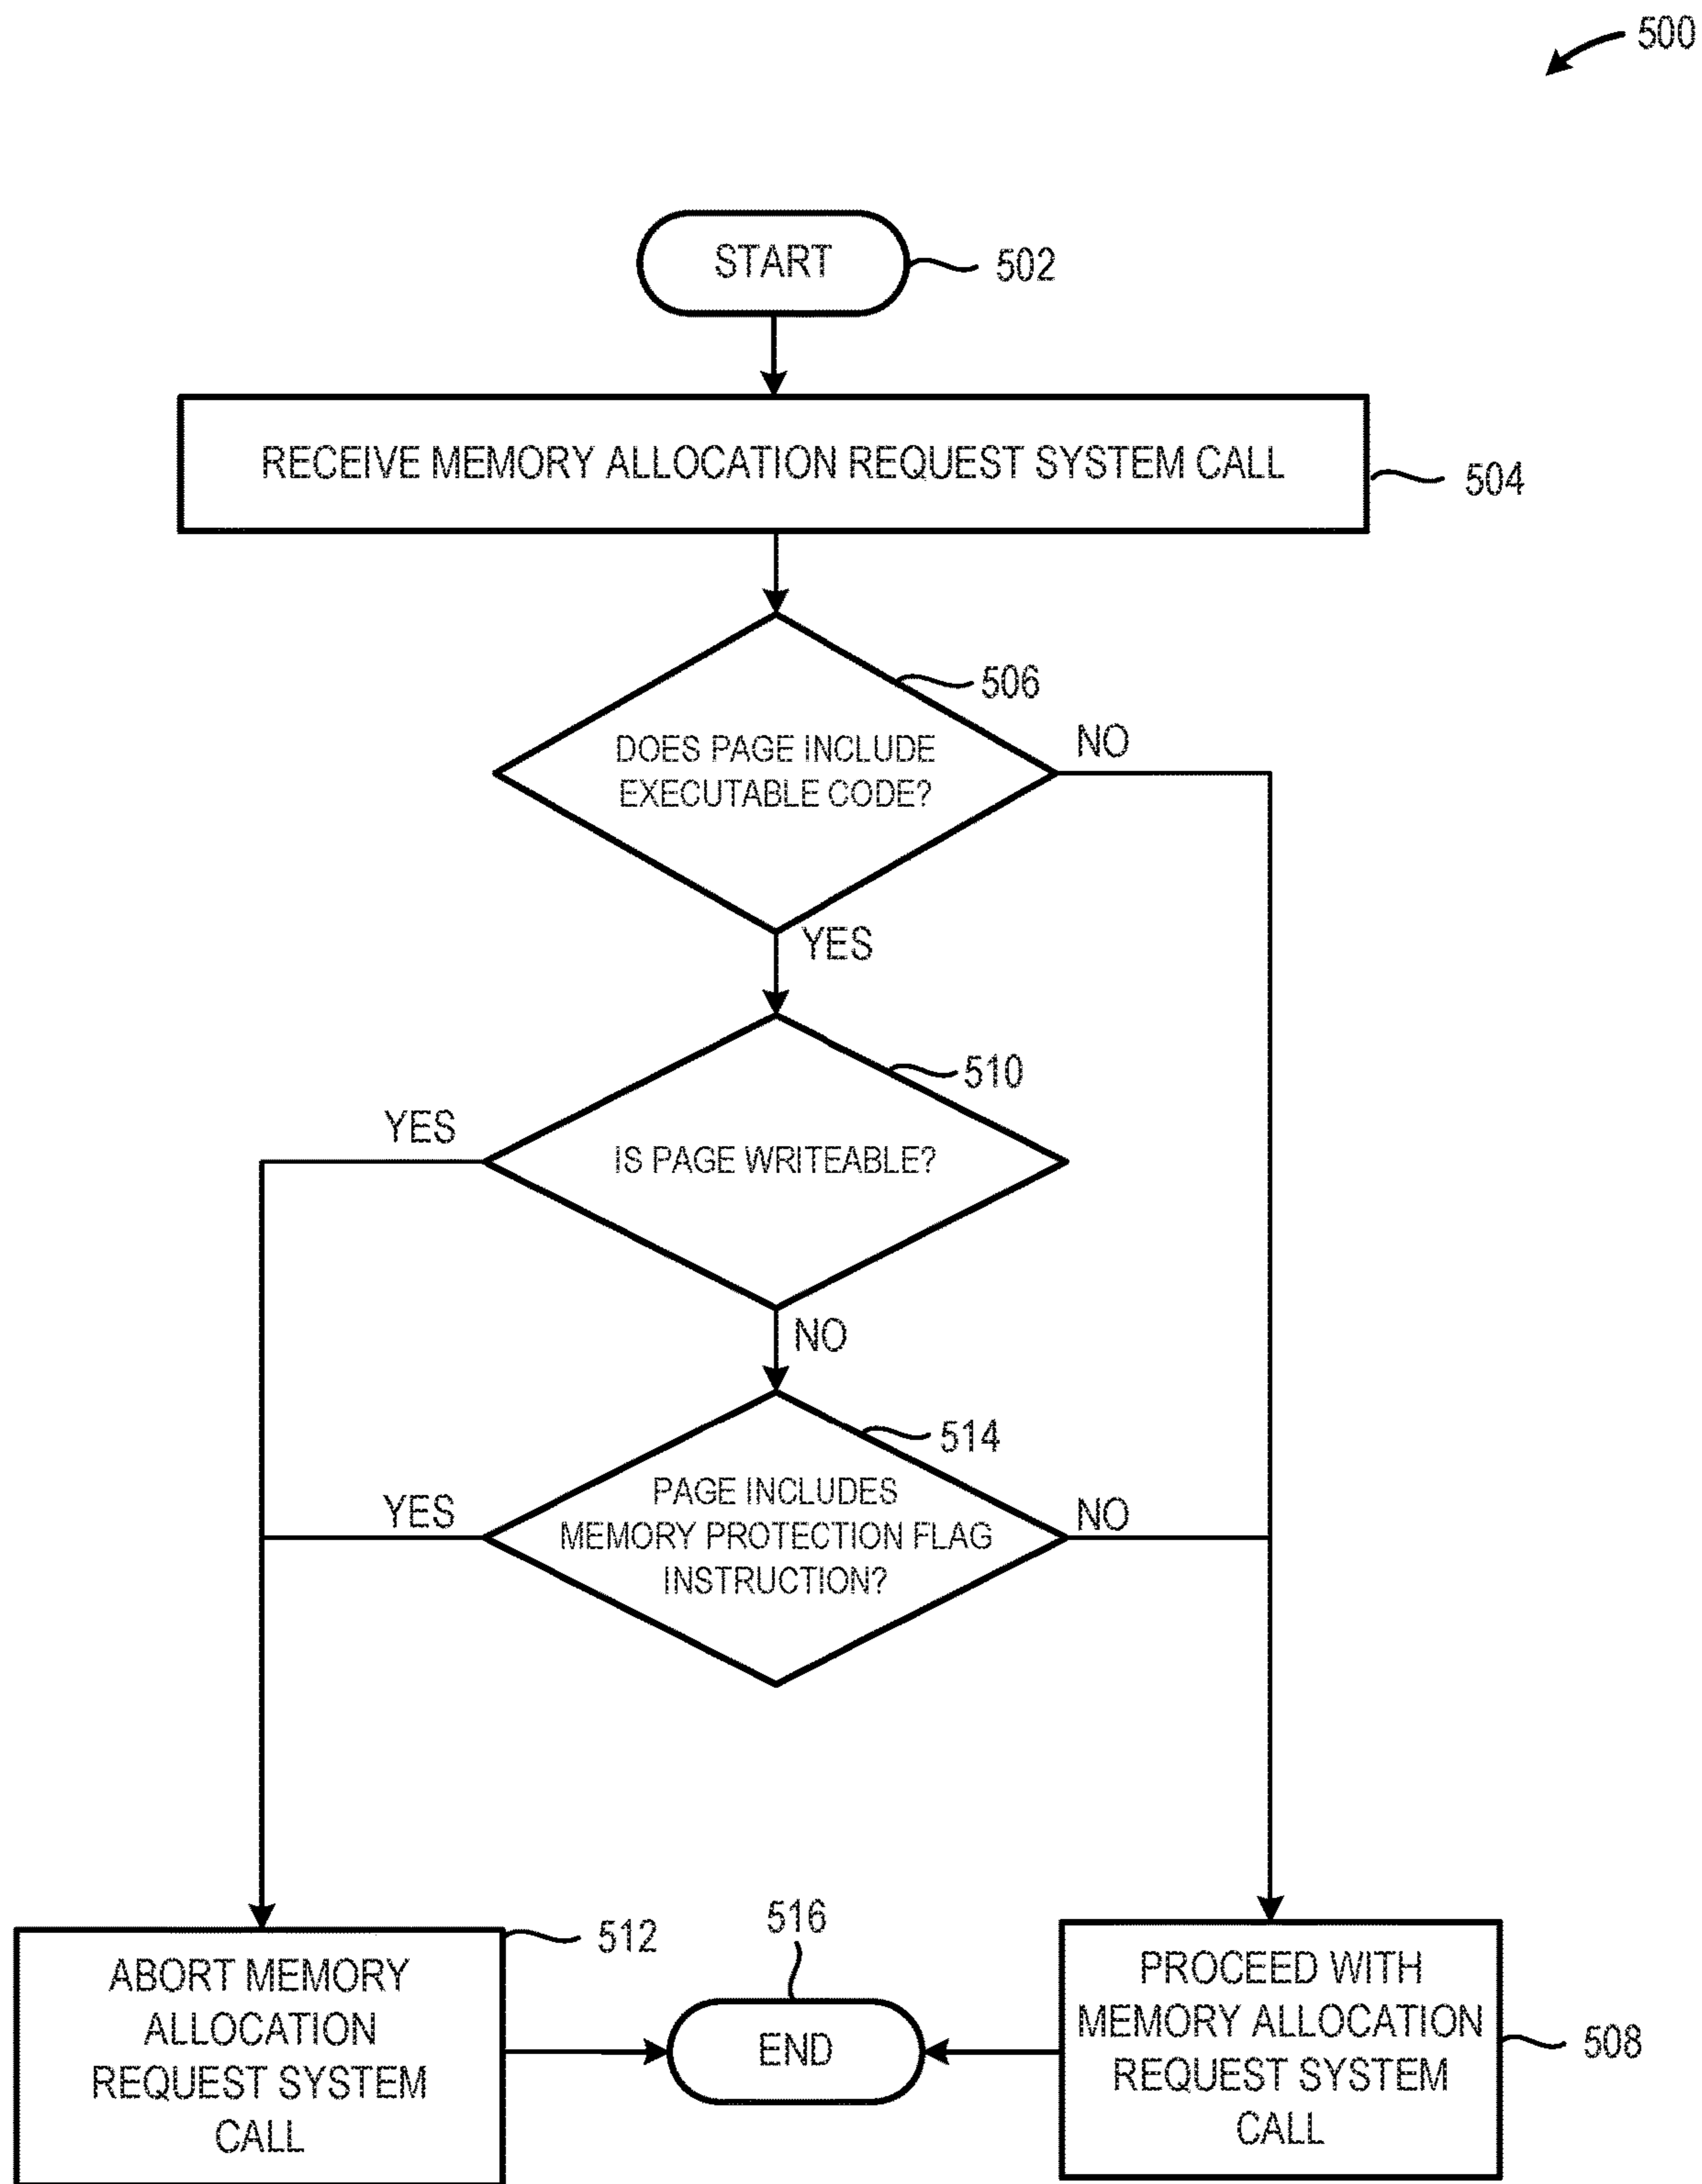 500
START
502
RECEIVE MEMORY ALLOCATION REQUEST SYSTEM CALL
504
506
DOES PAGE INCLUDE
EXECUTABLE CODE?
NO
YES
510
YES
IS PAGE WRITEABLE?
NO
514
PAGE INCLUDES
MEMORY PROTECTION FLAG
INSTRUCTION?
YES
NO
512
ABORT MEMORY
ALLOCATION
REQUEST SYSTEM
CALL
516
END
PROCEED WITH
MEMORY ALLOCATION
REQUEST SYSTEM
CALL
508